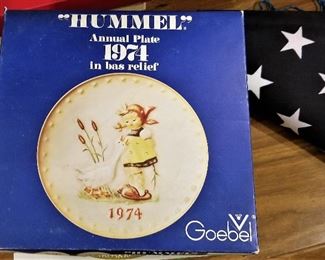 "HUMMEL"®
Annual Plate
1974
in bas relief
1974
Goebel